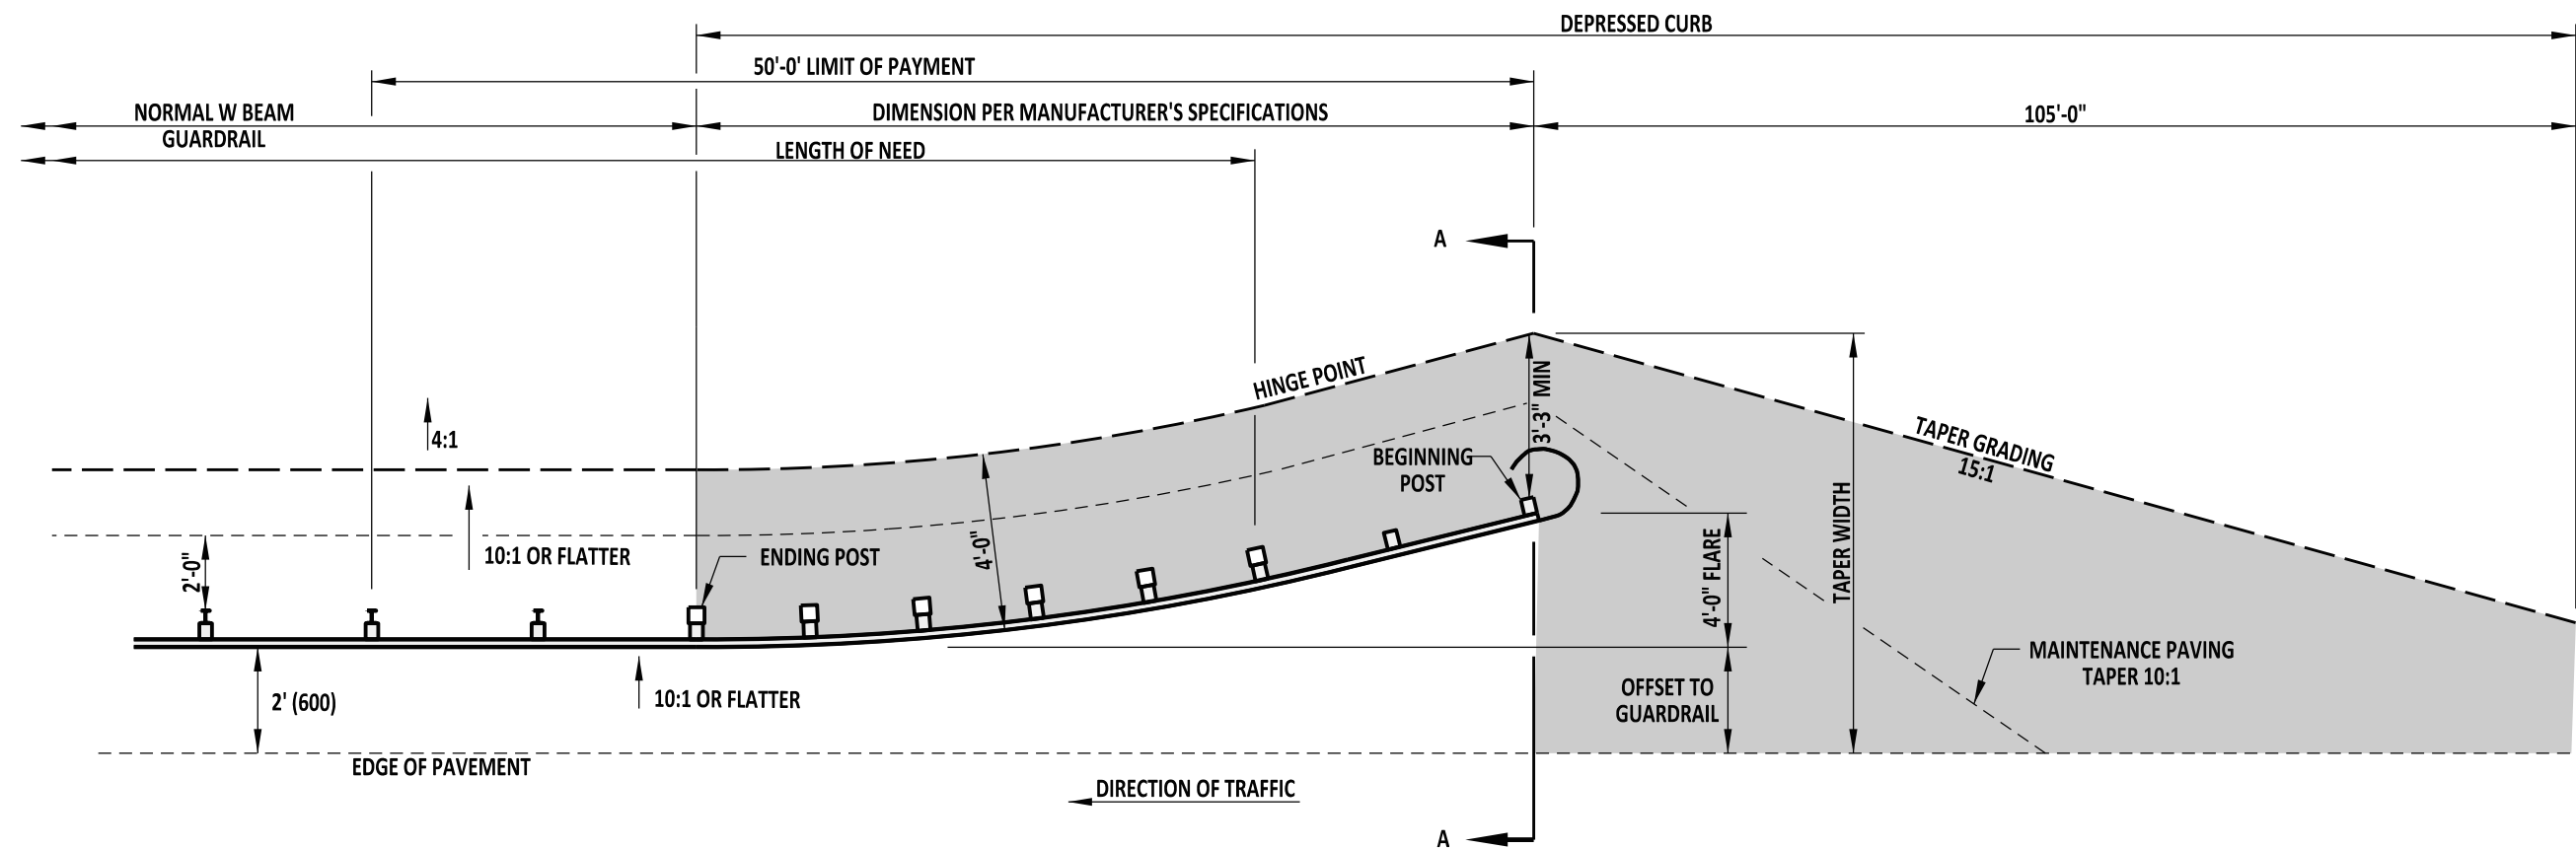 DEPRESSED CURB
50'-0' LIMIT OF PAYMENT
NORMAL W BEAM
GUARDRAIL
DIMENSION PER MANUFACTURER'S SPECIFICATIONS
105'-0"
LENGTH OF NEED
A
HINGE POINT
3'-3" MIN
4:1
TAPER GRADING
15:1
BEGINNING
POST
2'-0"
10:1 OR FLATTER
ENDING POST
4'-0"
4'-0" FLARE
TAPER WIDTH
2' (600)
10:1 OR FLATTER
OFFSET TO
GUARDRAIL
MAINTENANCE PAVING
TAPER 10:1
EDGE OF PAVEMENT
DIRECTION OF TRAFFIC
A